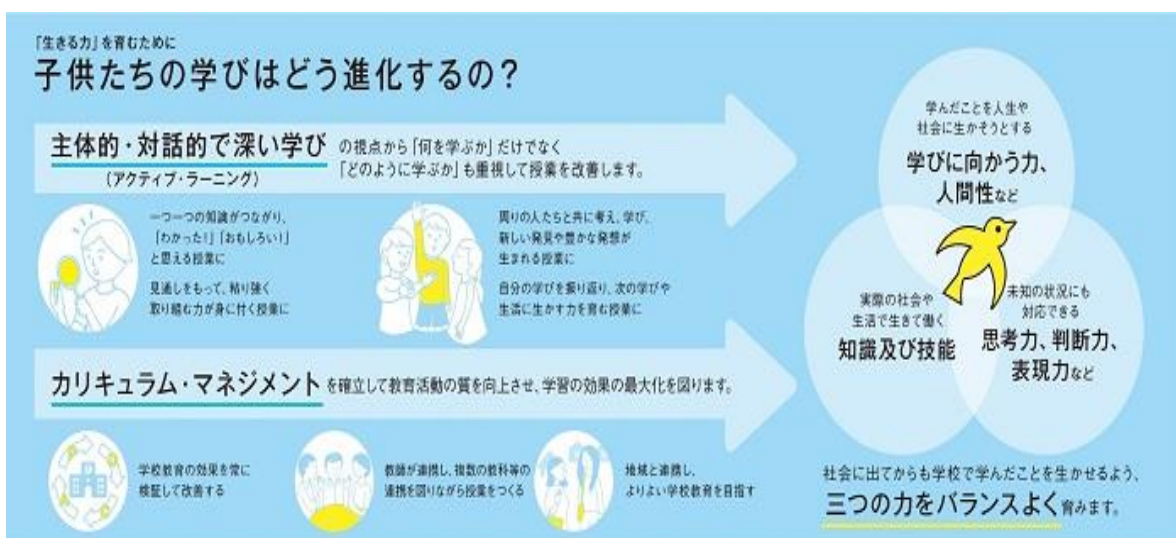 「生きる力」を育むために
子供たちの学びはどう進化するの？
主体的・対話的で深い学び
（アクティブ・ラーニング）
の視点から「何を学ぶか」だけでなく
「どのように学ぶか」も重視して授業を改善します。
一つ一つの知識がつながり、
「わかった！」「おもしろい！」
と思える授業に
見通しをもって、粘り強く
取り組む力が身に付く授業に
周りの人たちと共に考え、学び、
新しい発見や豊かな発想が
生まれる授業に
自分の学びを振り返り、次の学びや
生活に生かす力を育む授業に
カリキュラム・マネジメント を確立して教育活動の質を向上させ、学習の効果の最大化を図ります。
学校教育の効果を常に
検証して改善する
教師が連携し、複数の教科等の
連携を図りながら授業をつくる
地域と連携し、
よりよい学校教育を目指す
学んだことを人生や
社会に生かそうとする
学びに向かう力、
人間性など
実際の社会や
生活で生きて働く
知識及び技能
未知の状況にも
対応できる
思考力、判断力、
表現力など
社会に出てからも学校で学んだことを生かせるよう、
三つの力をバランスよく 育みます。